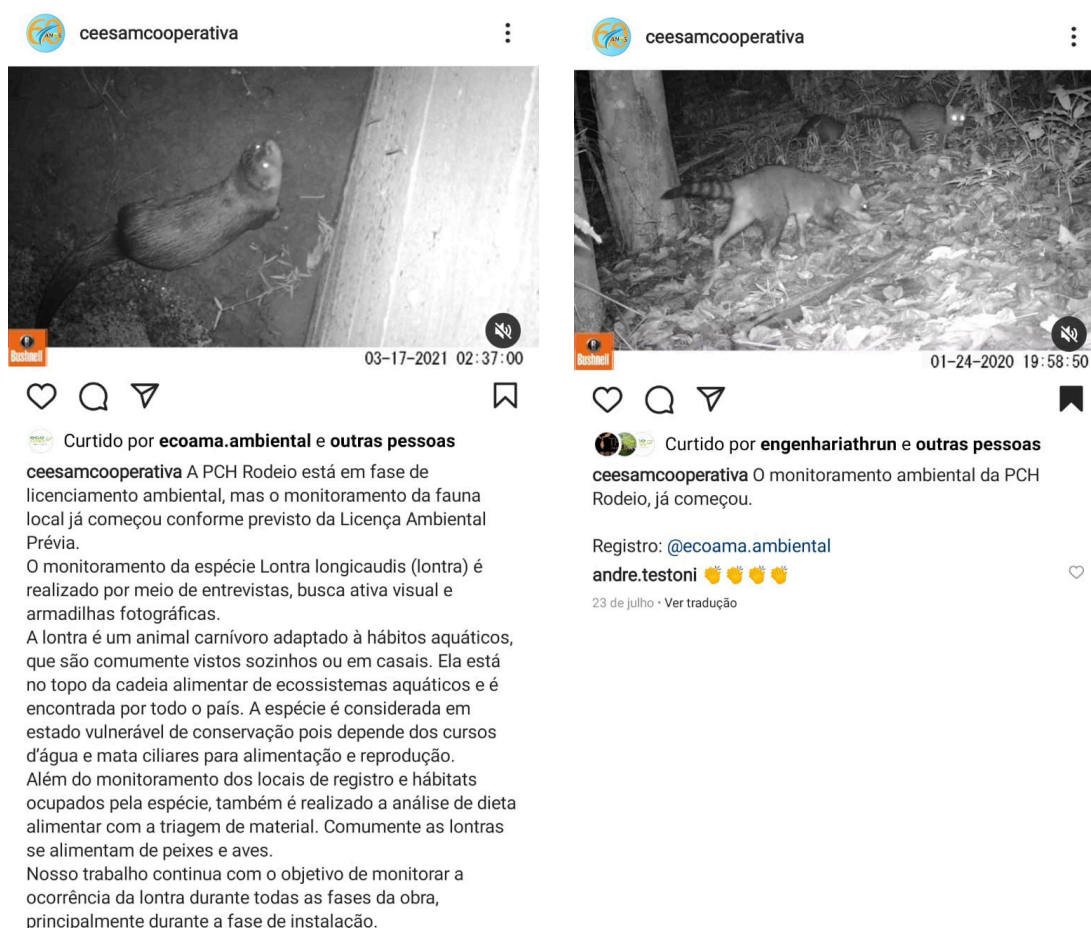 ceesamcooperativa
Bushnell
03-17-2021 02:37:00
Curtido por ecoama.ambiental e outras pessoas
ceesamcooperativa A PCH Rodeio está em fase de
licenciamento ambiental, mas o monitoramento da fauna
local já começou conforme previsto da Licença Ambiental
Prévia.
O monitoramento da espécie Lontra longicaudis (lontra) é
realizado por meio de entrevistas, busca ativa visual e
armadilhas fotográficas.
A lontra é um animal carnívoro adaptado à hábitos aquáticos,
que são comumente vistos sozinhos ou em casais. Ela está
no topo da cadeia alimentar de ecossistemas aquáticos e é
encontrada por todo o país. A espécie é considerada em
estado vulnerável de conservação pois depende dos cursos
d'água e mata ciliares para alimentação e reprodução.
Além do monitoramento dos locais de registro e hábitats
ocupados pela espécie, também é realizado a análise de dieta
alimentar com a triagem de material. Comumente as lontras
se alimentam de peixes e aves.
Nosso trabalho continua com o objetivo de monitorar a
ocorrência da lontra durante todas as fases da obra,
principalmente durante a fase de instalação.
ceesamcooperativa
Bushnell
01-24-2020 19:58:50
Curtido por engenhariathrun e outras pessoas
ceesamcooperativa O monitoramento ambiental da PCH
Rodeio, já começou.
Registro: @ecoama.ambiental
andre.testoni 👏👏👏👏
23 de julho • Ver tradução